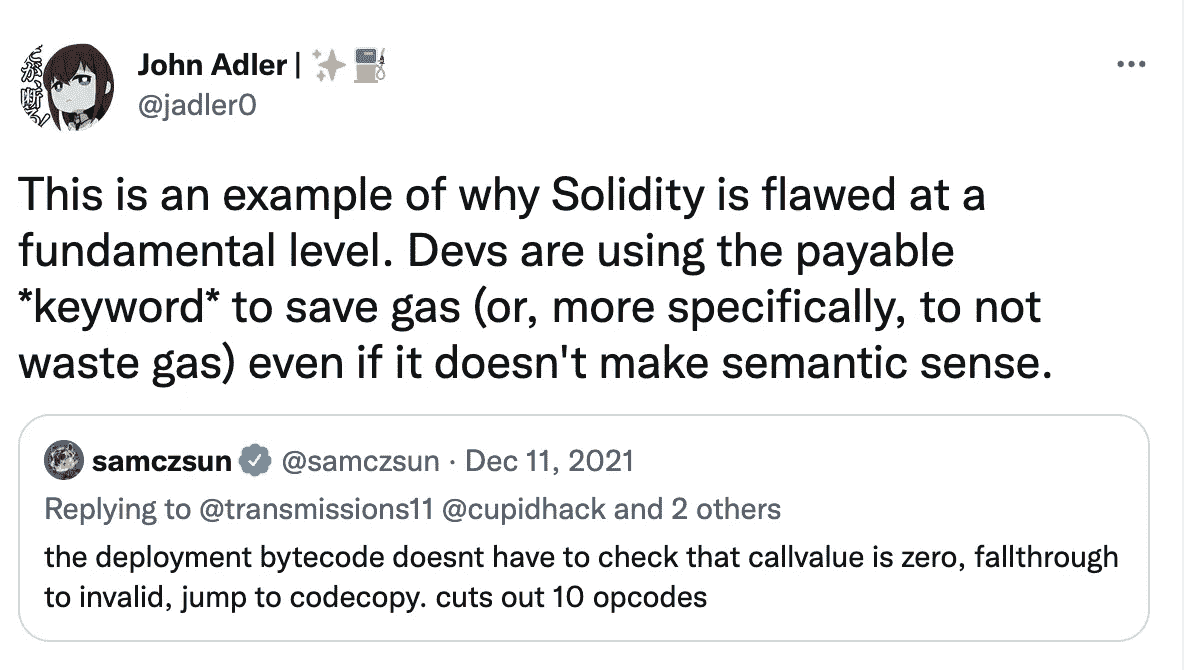 John Adler | ✨⛽
@jadler0
This is an example of why Solidity is flawed at a
fundamental level. Devs are using the payable
*keyword* to save gas (or, more specifically, to not
waste gas) even if it doesn't make semantic sense.
samczsun @samczsun · Dec 11, 2021
Replying to @transmissions11 @cupidhack and 2 others
the deployment bytecode doesnt have to check that callvalue is zero, fallthrough
to invalid, jump to codecopy. cuts out 10 opcodes